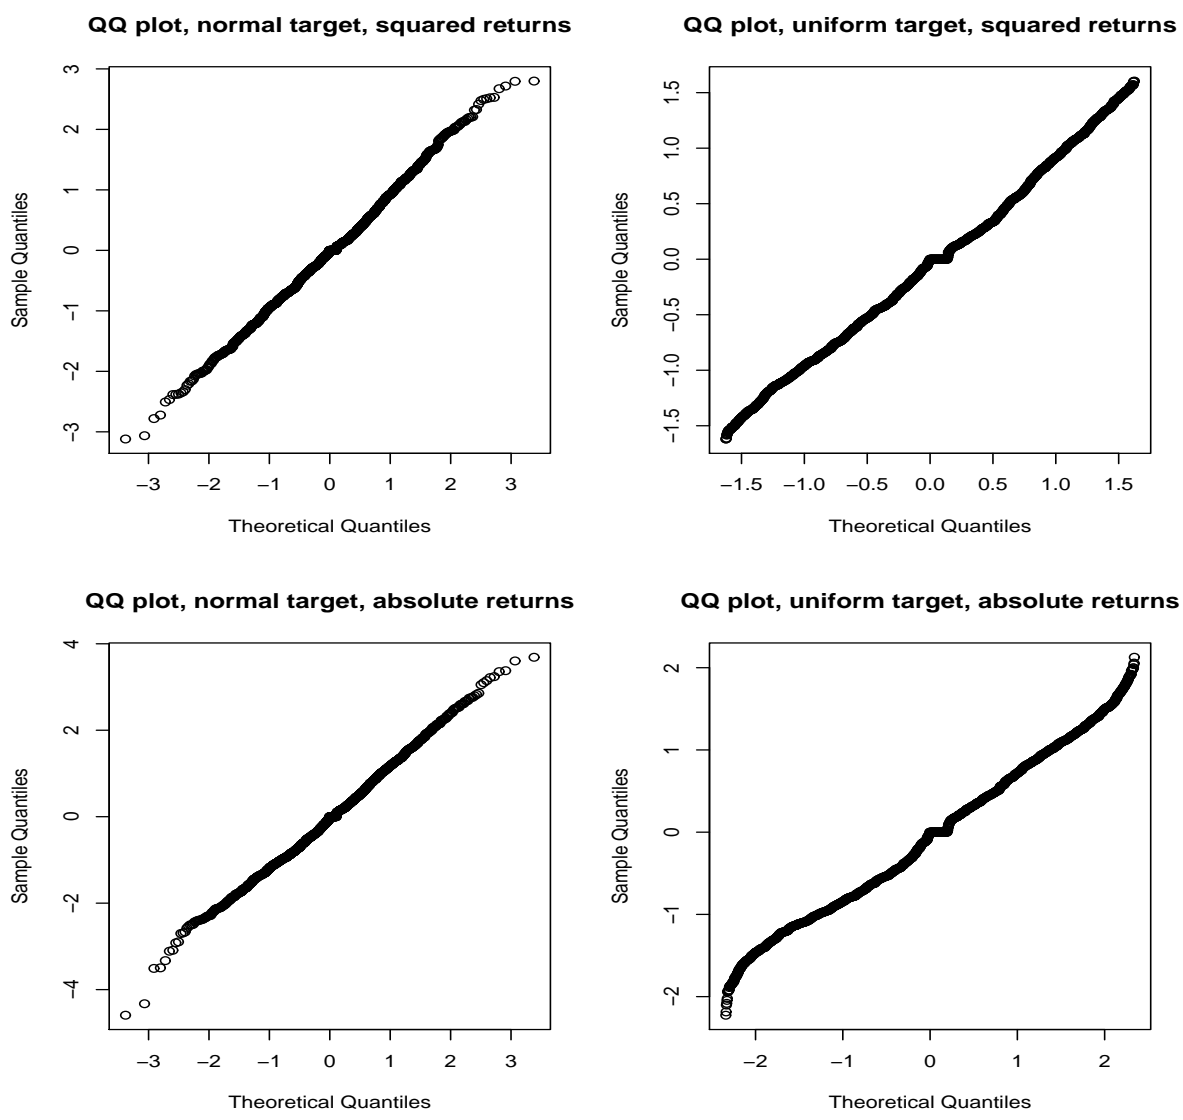 QQ plot, normal target, squared returns
Sample Quantiles
3
2
1
0
−1
−2
−3
−3 −2 −1 0 1 2 3
Theoretical Quantiles
QQ plot, uniform target, squared returns
Sample Quantiles
1.5
1.0
0.5
0.0
−0.5
−1.0
−1.5
−1.5 −1.0 −0.5 0.0 0.5 1.0 1.5
Theoretical Quantiles
QQ plot, normal target, absolute returns
Sample Quantiles
4
2
0
−2
−4
−3 −2 −1 0 1 2 3
Theoretical Quantiles
QQ plot, uniform target, absolute returns
Sample Quantiles
2
1
0
−1
−2
−2 −1 0 1 2
Theoretical Quantiles